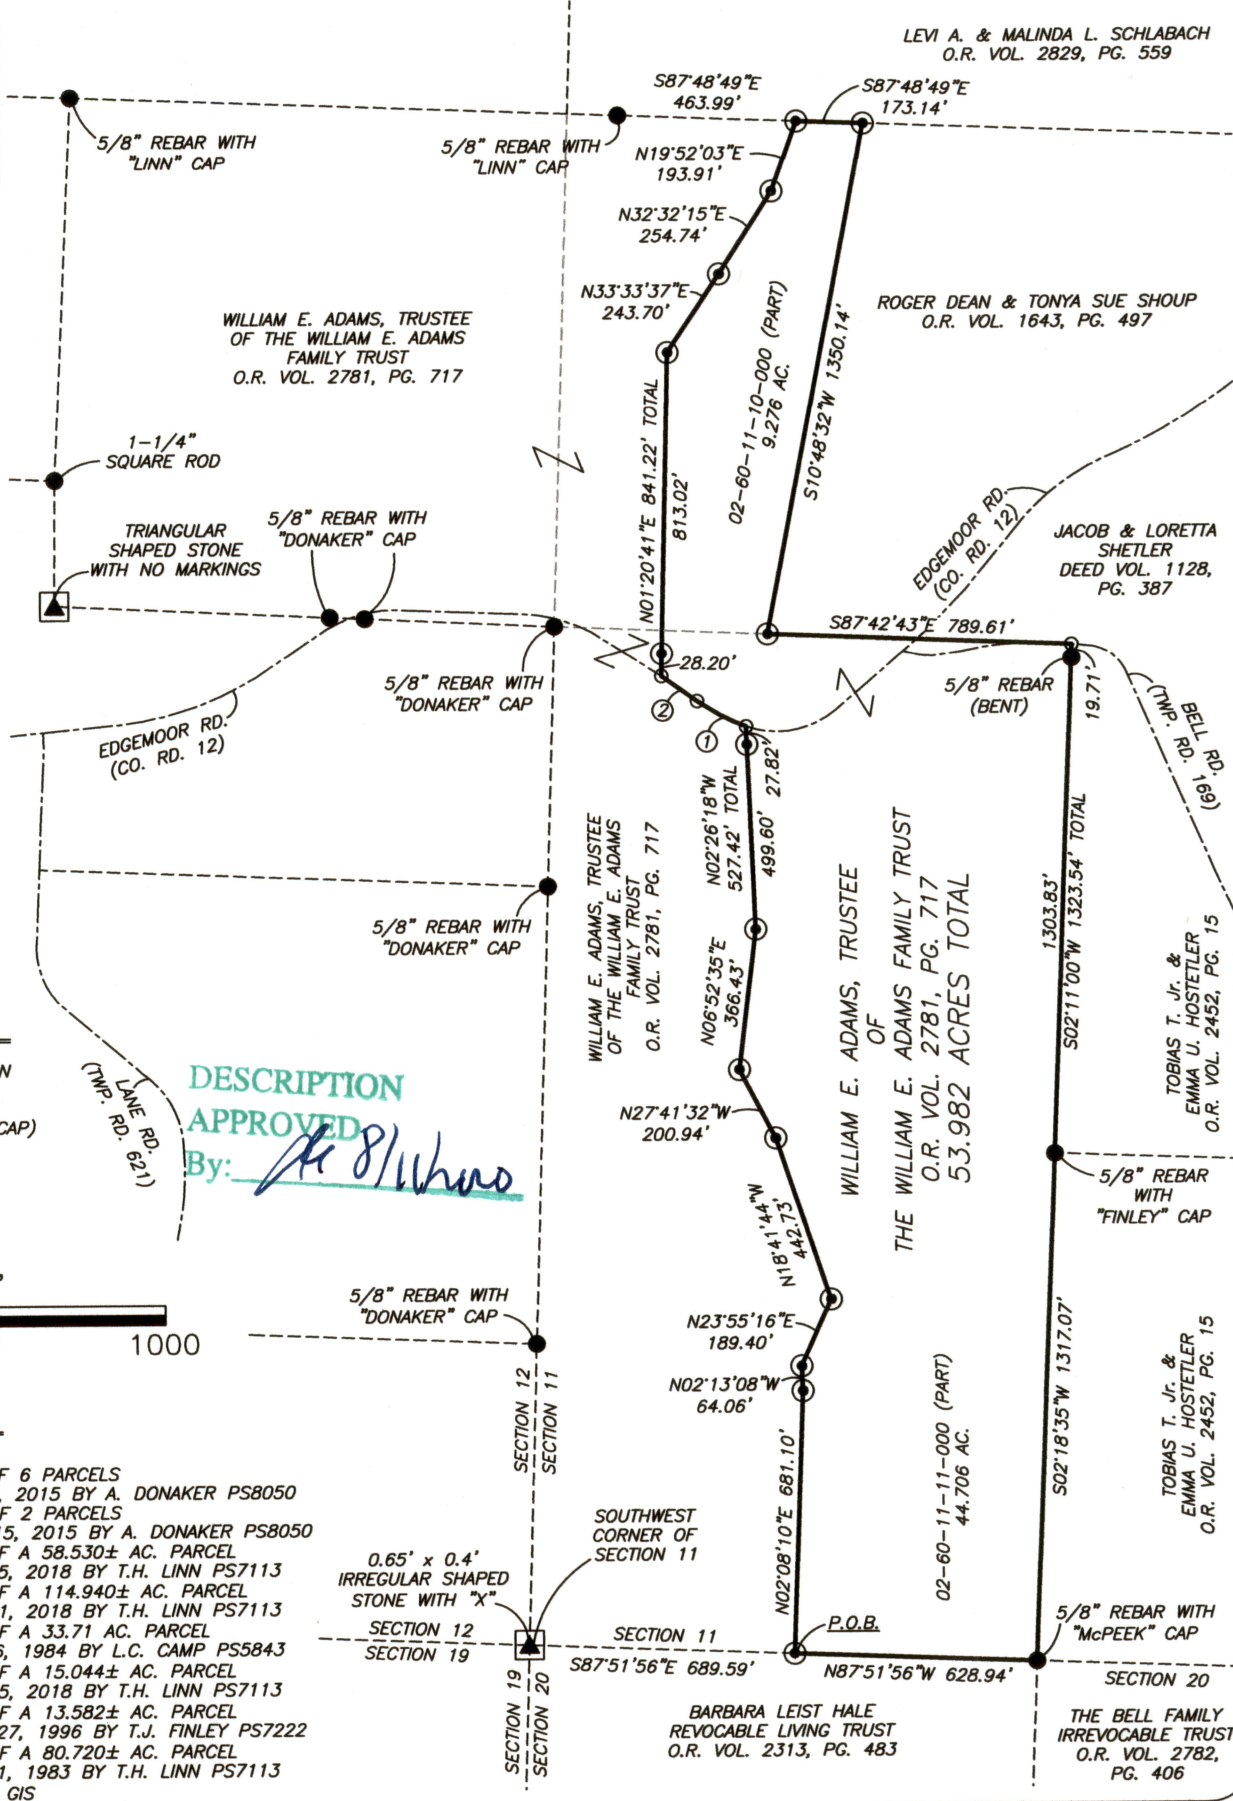 LEVI A. & MALINDA L. SCHLABACH
O.R. VOL. 2829, PG. 559
S87°48'49"E
463.99'
S87°48'49"E
173.14'
5/8" REBAR WITH
"LINN" CAP
5/8" REBAR WITH
"LINN" CAP
N19°52'03"E
193.91'
N32°32'15"E
254.74'
N33°33'37"E
243.70'
WILLIAM E. ADAMS, TRUSTEE
OF THE WILLIAM E. ADAMS
FAMILY TRUST
O.R. VOL. 2781, PG. 717
ROGER DEAN & TONYA SUE SHOUP
O.R. VOL. 1643, PG. 497
02-60-11-10-000 (PART)
9.276 AC.
S10°48'32"W 1350.14'
N01°20'41"E 841.22' TOTAL
813.02'
1-1/4"
SQUARE ROD
TRIANGULAR
SHAPED STONE
WITH NO MARKINGS
5/8" REBAR WITH
"DONAKER" CAP
EDGEMOOR RD.
(CO. RD. 12)
JACOB & LORETTA
SHETLER
DEED VOL. 1128,
PG. 387
S87°42'43"E 789.61'
28.20'
5/8" REBAR WITH
"DONAKER" CAP
5/8" REBAR
(BENT)
19.71'
BELL RD.
(TWP. RD. 169)
EDGEMOOR RD.
(CO. RD. 12)
2
1
27.82'
N02°26'18"W
527.42' TOTAL
499.60'
WILLIAM E. ADAMS, TRUSTEE
OF THE WILLIAM E. ADAMS
FAMILY TRUST
O.R. VOL. 2781, PG. 717
5/8" REBAR WITH
"DONAKER" CAP
N06°52'35"E
366.43'
WILLIAM E. ADAMS, TRUSTEE
OF
THE WILLIAM E. ADAMS FAMILY TRUST
O.R. VOL. 2781, PG. 717
53.982 ACRES TOTAL
1303.83'
S02°11'00"W 1323.54' TOTAL
TOBIAS T. Jr. &
EMMA U. HOSTETLER
O.R. VOL. 2452, PG. 15
N
CAP)
LANE RD.
(TWP. RD. 621)
DESCRIPTION
APPROVED
By:
N27°41'32"W
200.94'
5/8" REBAR
WITH
"FINLEY" CAP
N18°41'44"W
442.73'
1000
5/8" REBAR WITH
"DONAKER" CAP
N23°55'16"E
189.40'
N02°13'08"W
64.06'
SECTION 12
SECTION 11
02-60-11-11-000 (PART)
44.706 AC.
S02°18'35"W 1317.07'
TOBIAS T. Jr. &
EMMA U. HOSTETLER
O.R. VOL. 2452, PG. 15
N02°08'10"E 681.10'
F 6 PARCELS
, 2015 BY A. DONAKER PS8050
F 2 PARCELS
15, 2015 BY A. DONAKER PS8050
F A 58.530± AC. PARCEL
5, 2018 BY T.H. LINN PS7113
F A 114.940± AC. PARCEL
1, 2018 BY T.H. LINN PS7113
F A 33.71 AC. PARCEL
6, 1984 BY L.C. CAMP PS5843
F A 15.044± AC. PARCEL
5, 2018 BY T.H. LINN PS7113
F A 13.582± AC. PARCEL
27, 1996 BY T.J. FINLEY PS7222
F A 80.720± AC. PARCEL
1, 1983 BY T.H. LINN PS7113
GIS
SOUTHWEST
CORNER OF
SECTION 11
0.65' x 0.4'
IRREGULAR SHAPED
STONE WITH "X"
SECTION 12
SECTION 19
SECTION 11
S87°51'56"E 689.59'
P.O.B.
N87°51'56"W 628.94'
5/8" REBAR WITH
"McPEEK" CAP
SECTION 20
SECTION 19
SECTION 20
BARBARA LEIST HALE
REVOCABLE LIVING TRUST
O.R. VOL. 2313, PG. 483
THE BELL FAMILY
IRREVOCABLE TRUST
O.R. VOL. 2782,
PG. 406